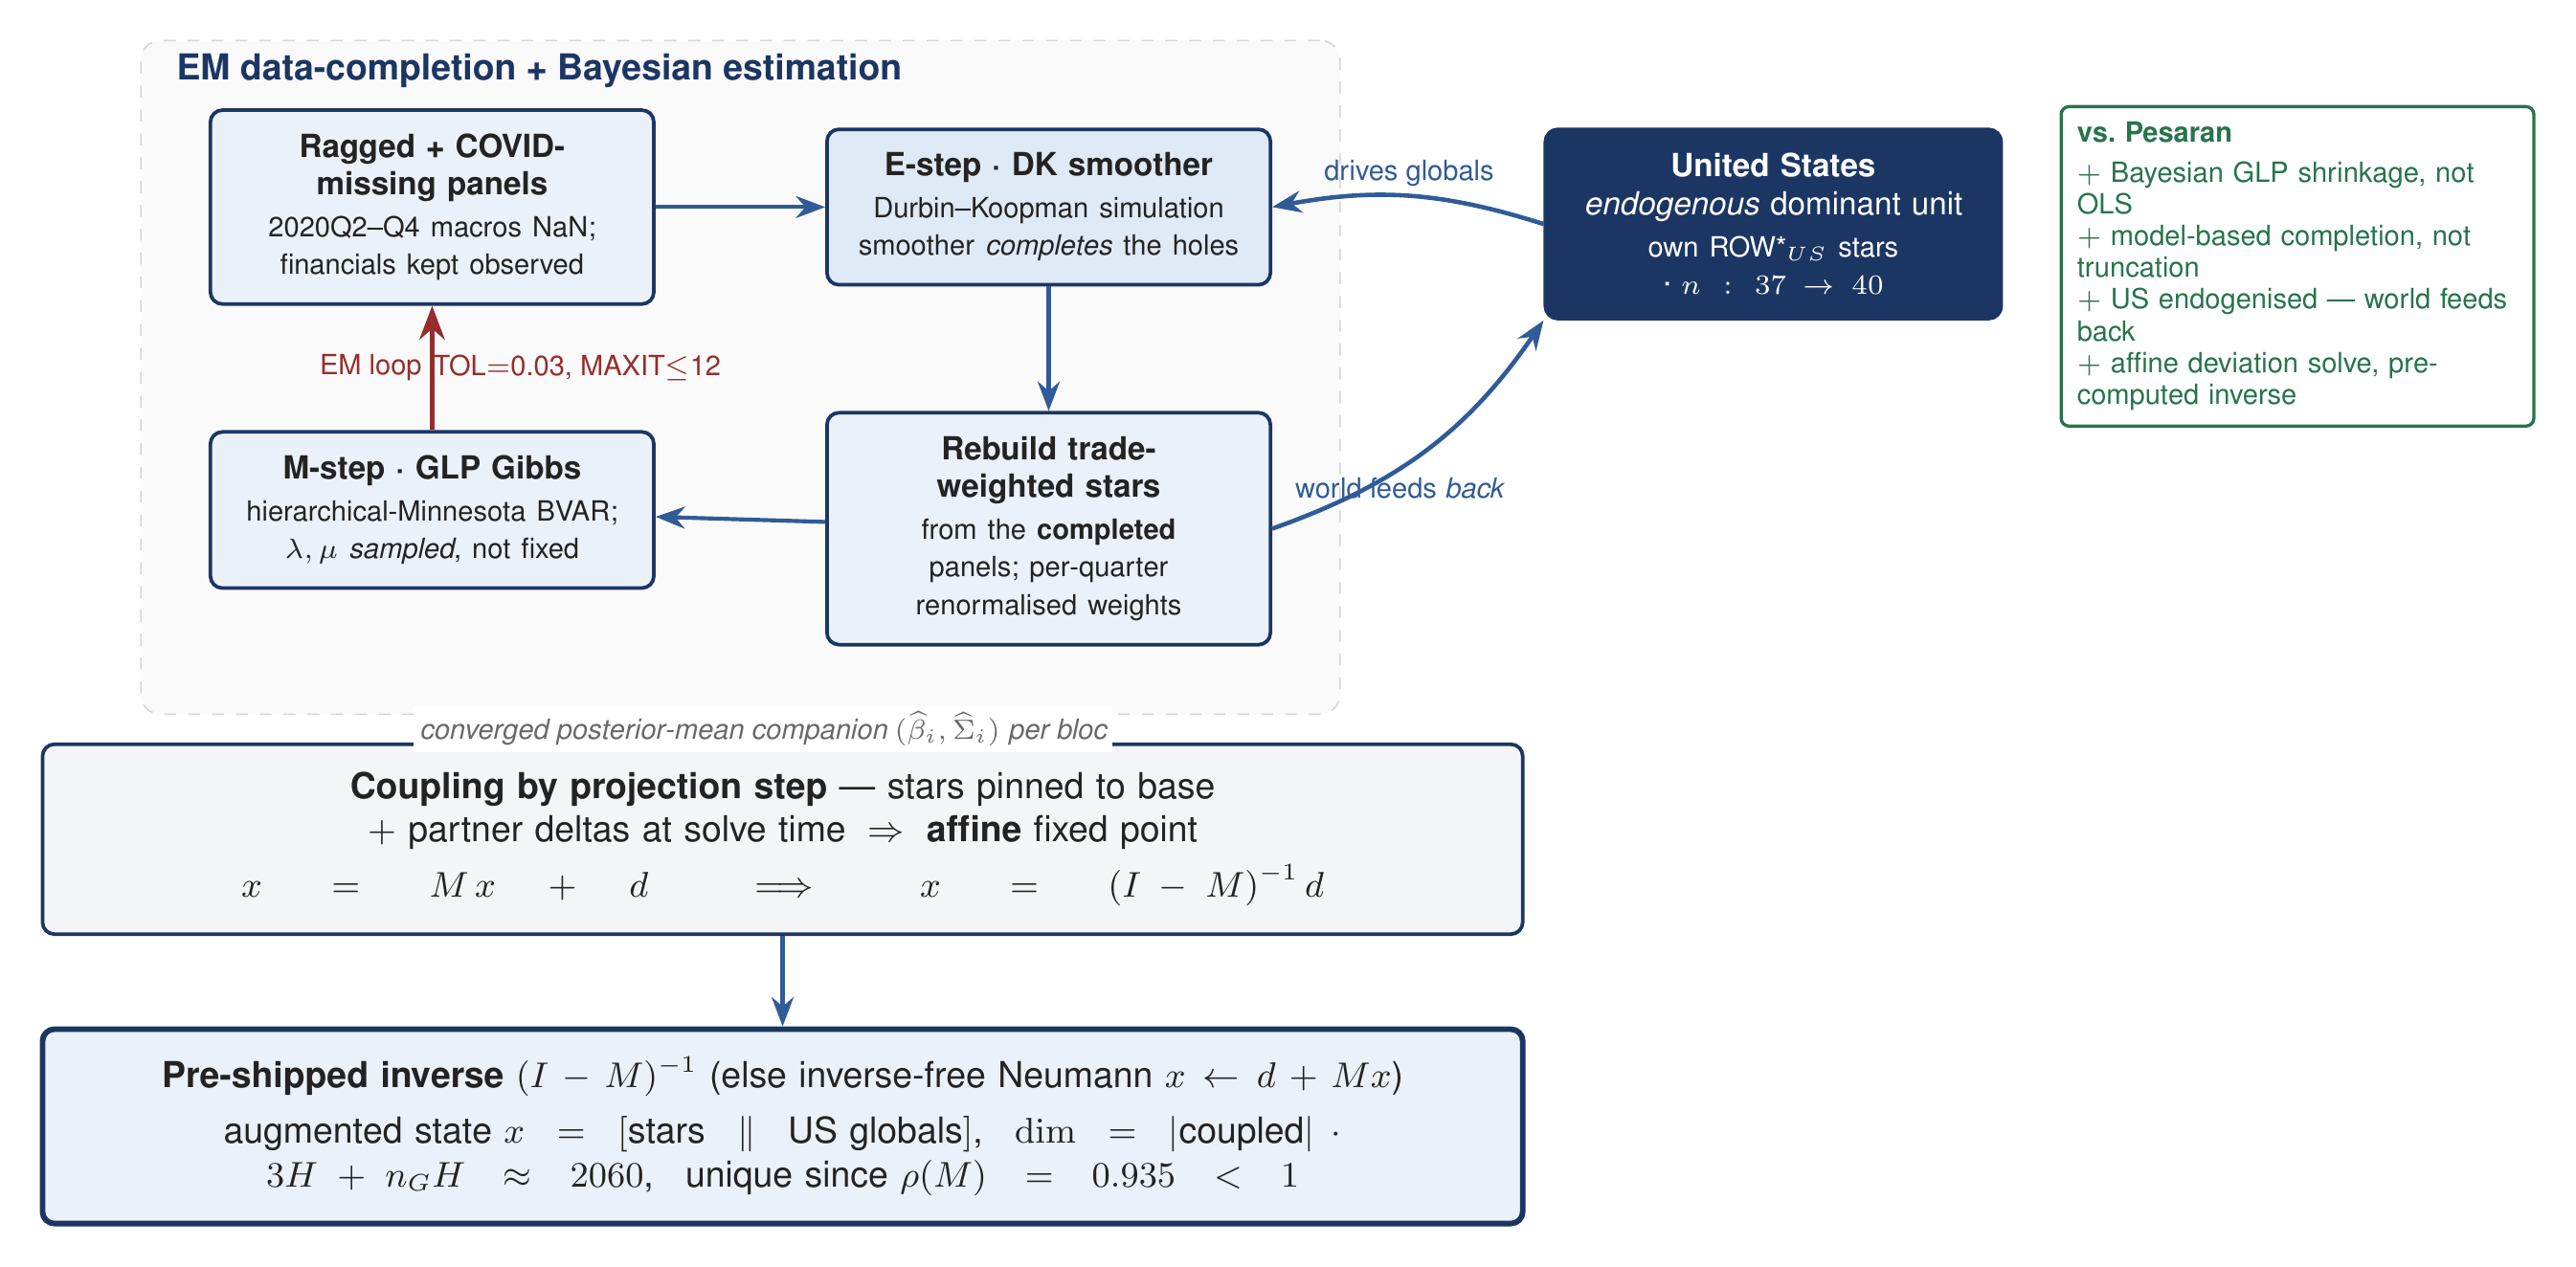 EM data-completion + Bayesian estimation
Ragged + COVID-
missing panels
2020Q2–Q4 macros NaN;
financials kept observed
E-step · DK smoother
Durbin–Koopman simulation
smoother completes the holes
drives globals
United States
endogenous dominant unit
own ROW*_{US} stars
· n : 37 → 40
vs. Pesaran
+ Bayesian GLP shrinkage, not
OLS
+ model-based completion, not
truncation
+ US endogenised — world feeds
back
+ affine deviation solve, pre-
computed inverse
EM loop TOL=0.03, MAXIT≤12
M-step · GLP Gibbs
hierarchical-Minnesota BVAR;
λ, μ sampled, not fixed
Rebuild trade-
weighted stars
from the completed
panels; per-quarter
renormalised weights
world feeds back
converged posterior-mean companion (β̂_i, Σ̂_i) per bloc
Coupling by projection step — stars pinned to base
+ partner deltas at solve time ⇒ affine fixed point
x = M x + d ⟹ x = (I − M)^{−1} d
Pre-shipped inverse (I − M)^{−1} (else inverse-free Neumann x ← d + Mx)
augmented state x = [stars ∥ US globals], dim = |coupled| ·
3H + n_G H ≈ 2060, unique since ρ(M) = 0.935 < 1